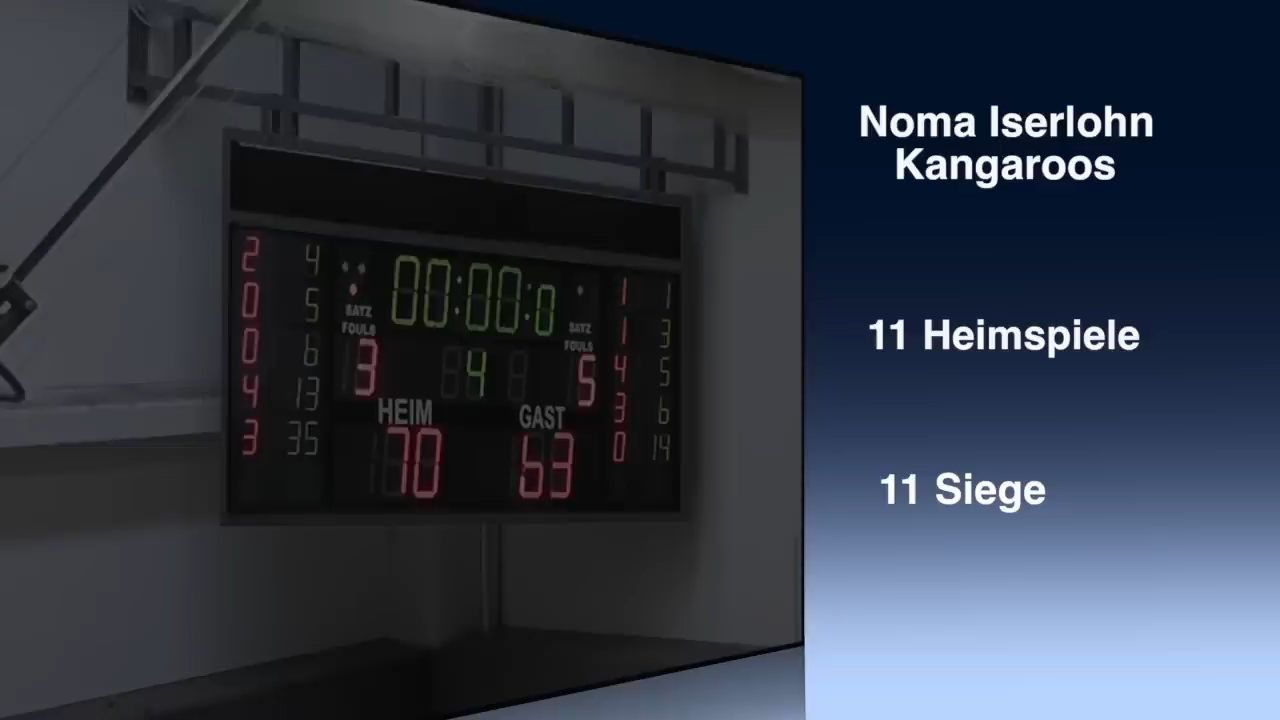 Noma Iserlohn
Kangaroos
11 Heimspiele
11 Siege
2 4
0 5
0 6
4 13
3 35
00:00:0
SATZ
FOULS
SATZ
FOULS
3 4 5
HEIM GAST
70 63
1 1
1 3
4 5
3 6
0 14